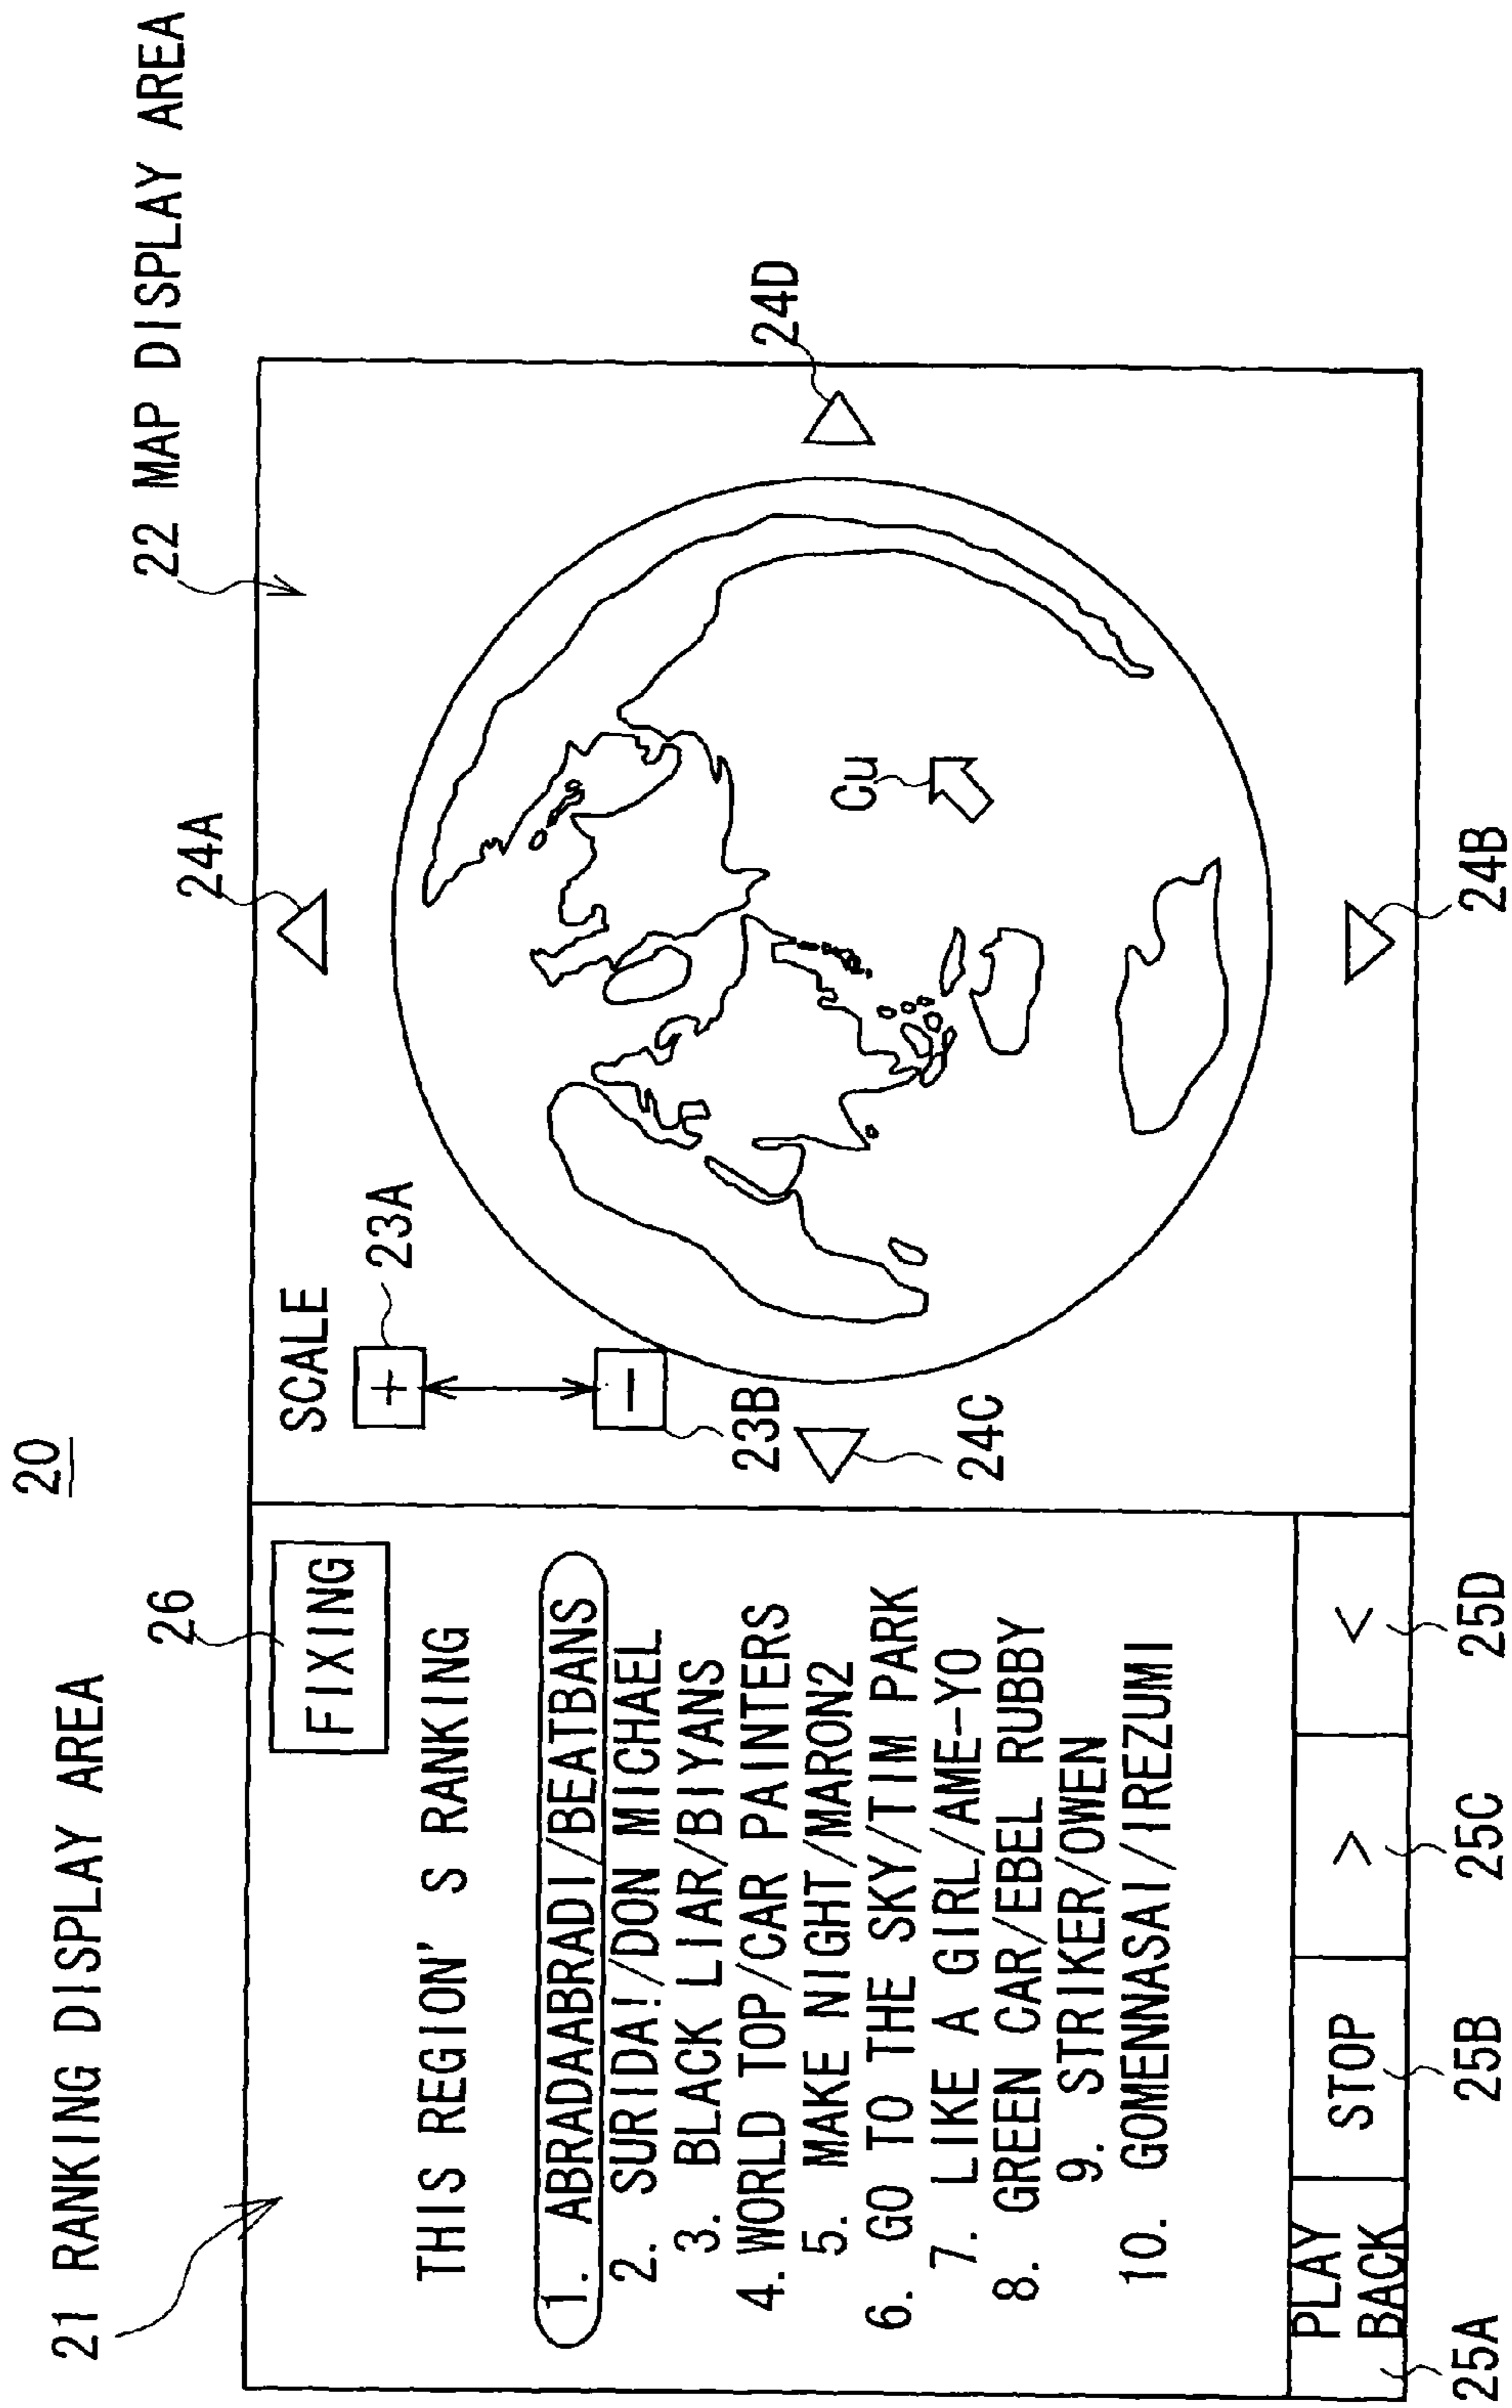 20
21 RANKING DISPLAY AREA
22 MAP DISPLAY AREA
26
24A
FIXING
SCALE
+
23A
THIS REGION' S RANKING
1. ABRADAABRADI/BEATBANS
2. SURIDA!/DON MICHAEL
3. BLACK LIAR/BIYANS
4. WORLD TOP/CAR PAINTERS
5. MAKE NIGHT/MARON2
6. GO TO THE SKY/TIM PARK
7. LIKE A GIRL/AME-YO
8. GREEN CAR/EBEL RUBBY
9. STRIKER/OWEN
10. GOMENNASAI/IREZUMI
−
23B
24D
Cu
24C
PLAY
BACK
STOP
∨
∧
25A
25B
25C
25D
24B